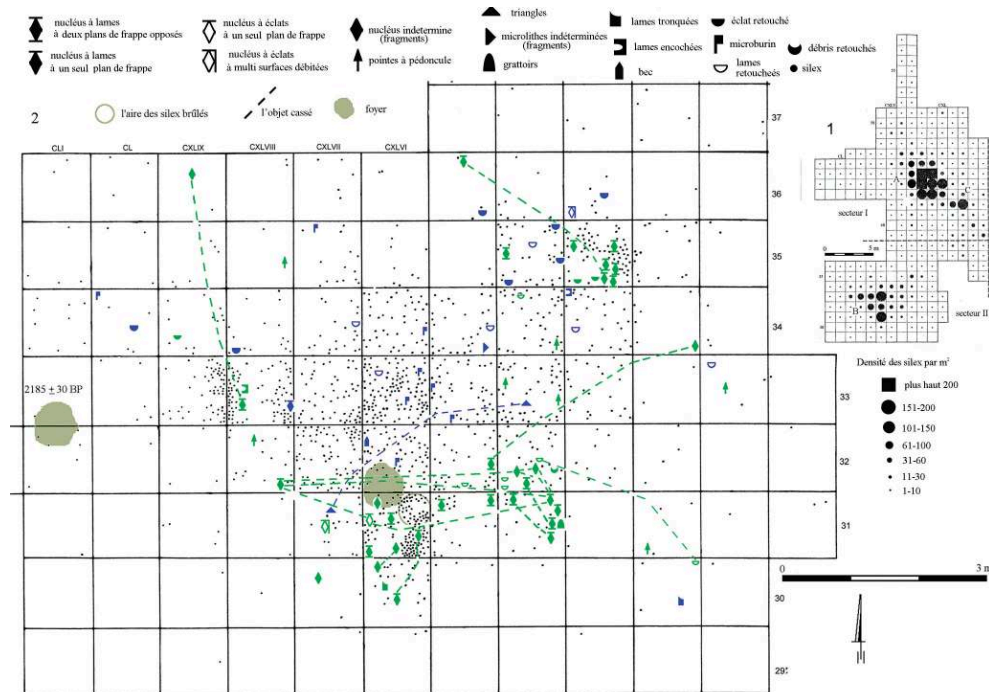 nucléus à lames
à deux plans de frappe opposés
nucléus à lames
à un seul plan de frappe
nucléus à éclats
à un seul plan de frappe
nucléus à éclats
à multi surfaces débitées
nucléus indetermine
(fragments)
pointes à pédoncule
triangles
microlithes indéterminées
(fragments)
grattoirs
lames tronquées
lames encochées
bec
éclat retouché
microburin
lames
retoucheés
débris retouchés
silex
2
l'aire des silex brûlés
l'objet cassé
foyer
CLI
CL
CXLIX
CXLVIII
CXLVII
CXLVI
37
36
35
34
33
32
31
30
29
2185 ± 30 BP
1
A
C
secteur I
0
5 m
B
secteur II
Densité des silex par m²
plus haut 200
151-200
101-150
61-100
31-60
11-30
1-10
0
3 m